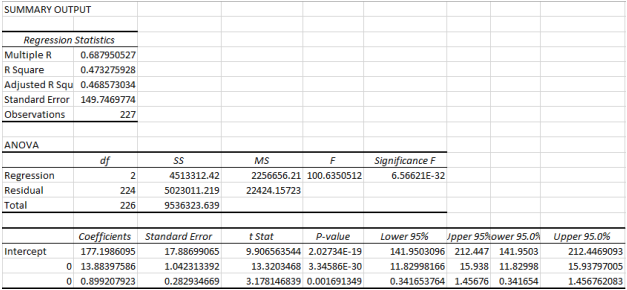 SUMMARY OUTPUT
Regression Statistics
Multiple R 0.687950527
R Square 0.473275928
Adjusted R Squ 0.468573034
Standard Error 149.7469774
Observations 227
ANOVA
df SS MS F Significance F
Regression 2 4513312.42 2256656.21 100.6350512 6.56621E-32
Residual 224 5023011.219 22424.15723
Total 226 9536323.639
Coefficients Standard Error t Stat P-value Lower 95% Jpper 95% ower 95.0% Upper 95.0%
Intercept 177.1986095 17.88699065 9.906563544 2.02734E-19 141.9503096 212.447 141.9503 212.4469093
0 13.88397586 1.042313392 13.3203468 3.34586E-30 11.82998166 15.938 11.82998 15.93797005
0 0.899207923 0.282934669 3.178146839 0.001691349 0.341653764 1.45676 0.341654 1.456762083